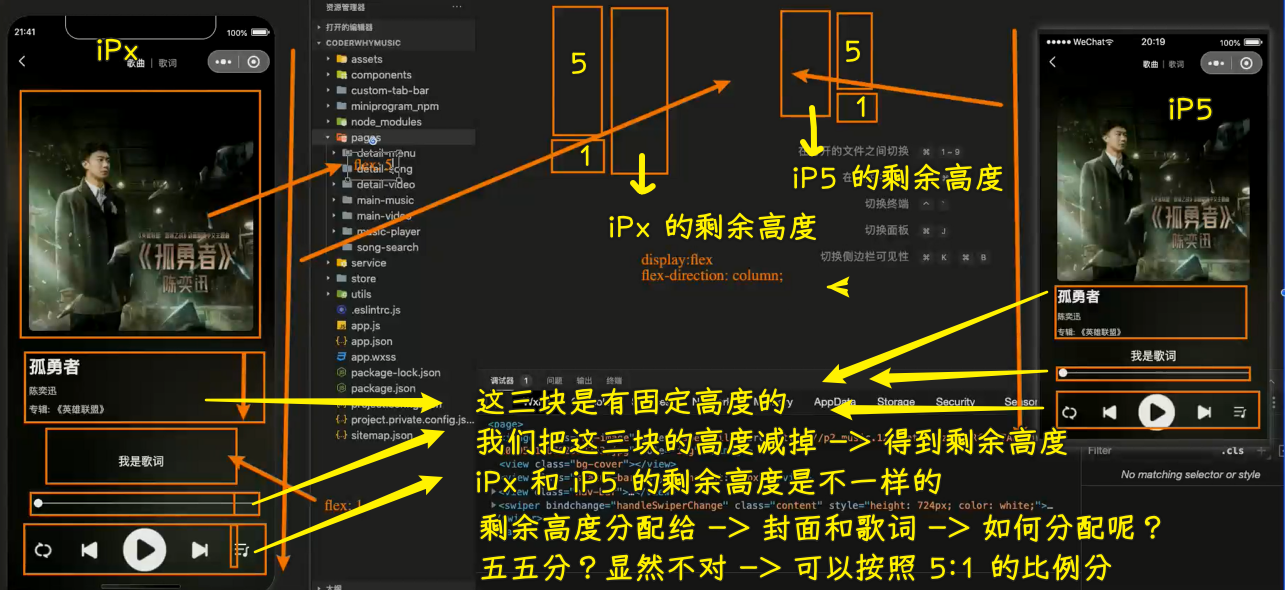 21:41
100%
iPx
歌曲 | 歌词
《孤勇者》
陈奕迅
孤勇者
陈奕迅
专辑: 《英雄联盟》
我是歌词
资源管理器
打开的编辑器
CODERWHYMUSIC
assets
components
custom-tab-bar
miniprogram_npm
node_modules
pages
detail-menu
flex: 5
detail-song
detail-video
main-music
main-video
music-player
song-search
service
store
utils
.eslintrc.js
app.js
app.json
app.wxss
package-lock.json
package.json
project.private.config.js...
sitemap.json
flex: 1
5
1
5
1
iPx 的剩余高度
iP5 的剩余高度
display:flex
flex-direction: column;
开的文件之间切换 ⌘ 1~9
切换终端 ^ `
切换面板 ⌘ J
切换侧边栏可见性 ⌘ K ⌘ B
WeChat
20:19
100%
歌曲 | 歌词
iP5
《孤勇者》
陈奕迅
孤勇者
陈奕迅
专辑: 《英雄联盟》
我是歌词
调试器 1 问题 输出 终端
AppData Storage Security
这三块是有固定高度的
我们把这三块的高度减掉 -> 得到剩余高度
iPx 和 iP5 的剩余高度是不一样的
剩余高度分配给 -> 封面和歌词 -> 如何分配呢？
五五分？显然不对 -> 可以按照 5:1 的比例分
<page>
<view class="bg-cover"></view>
<swiper bindchange="handleSwiperChange" class="content" style="height: 724px; color: white;">…
Filter
.cls
No matching selector or style